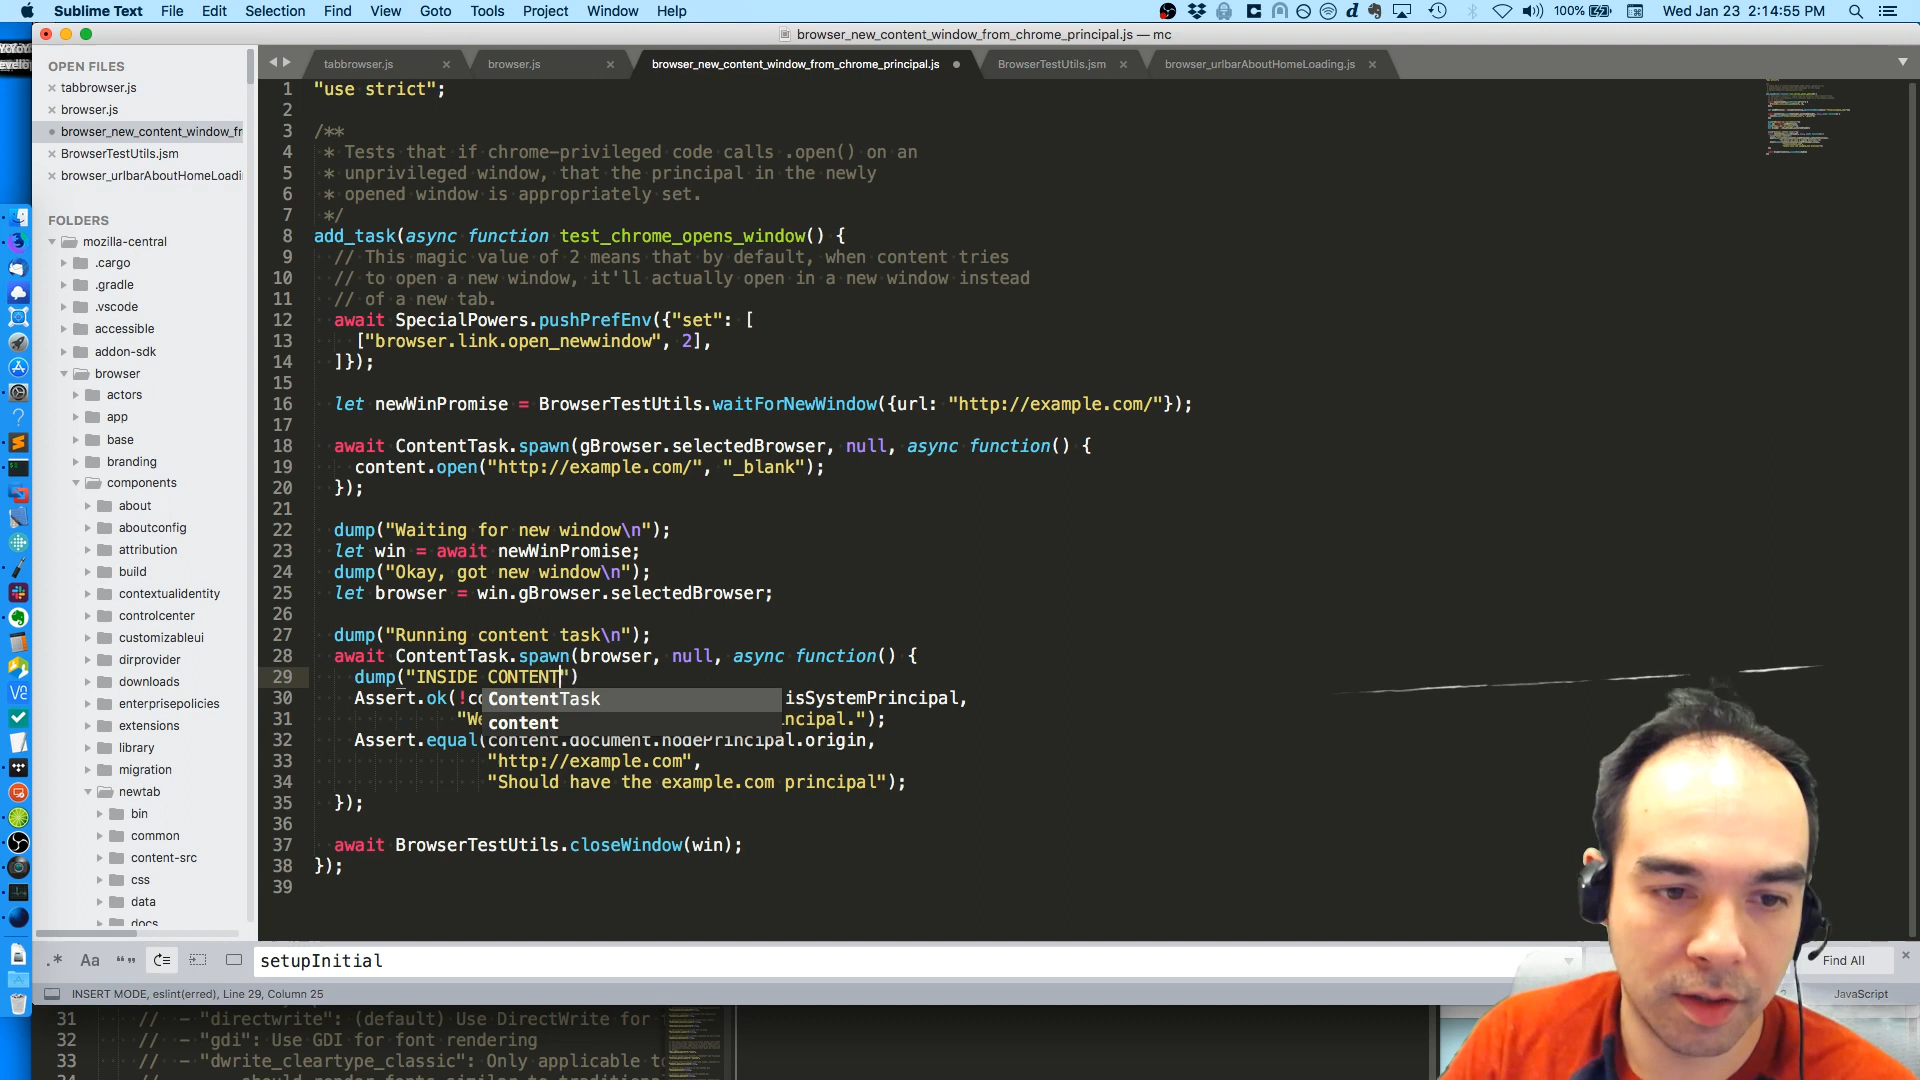 Sublime Text File Edit Selection Find View Goto Tools Project Window Help
100% Wed Jan 23 2:14:55 PM
browser_new_content_window_from_chrome_principal.js — mc
OPEN FILES
tabbrowser.js
browser.js
browser_new_content_window_fr
BrowserTestUtils.jsm
browser_urlbarAboutHomeLoadi
FOLDERS
mozilla-central
.cargo
.gradle
.vscode
accessible
addon-sdk
browser
actors
app
base
branding
components
about
aboutconfig
attribution
build
contextualidentity
controlcenter
customizableui
dirprovider
downloads
enterprisepolicies
extensions
library
migration
newtab
bin
common
content-src
css
data
docs
tabbrowser.js browser.js browser_new_content_window_from_chrome_principal.js BrowserTestUtils.jsm browser_urlbarAboutHomeLoading.js
1 "use strict";
2
3 /**
4 * Tests that if chrome-privileged code calls .open() on an
5 * unprivileged window, that the principal in the newly
6 * opened window is appropriately set.
7 */
8 add_task(async function test_chrome_opens_window() {
9 // This magic value of 2 means that by default, when content tries
10 // to open a new window, it'll actually open in a new window instead
11 // of a new tab.
12 await SpecialPowers.pushPrefEnv({"set": [
13 ["browser.link.open_newwindow", 2],
14 ]});
15
16 let newWinPromise = BrowserTestUtils.waitForNewWindow({url: "http://example.com/"});
17
18 await ContentTask.spawn(gBrowser.selectedBrowser, null, async function() {
19 content.open("http://example.com/", "_blank");
20 });
21
22 dump("Waiting for new window\n");
23 let win = await newWinPromise;
24 dump("Okay, got new window\n");
25 let browser = win.gBrowser.selectedBrowser;
26
27 dump("Running content task\n");
28 await ContentTask.spawn(browser, null, async function() {
29 dump("INSIDE CONTENT")
30 Assert.ok(!co ContentTask isSystemPrincipal,
31 "We content ncipal.");
32 Assert.equal(content.document.nodePrincipal.origin,
33 "http://example.com",
34 "Should have the example.com principal");
35 });
36
37 await BrowserTestUtils.closeWindow(win);
38 });
39
.* Aa “” setupInitial Find All
INSERT MODE, eslint(erred), Line 29, Column 25 JavaScript
31 // - "directwrite": (default) Use DirectWrite for
32 // - "gdi": Use GDI for font rendering
33 // - "dwrite_cleartype_classic": Only applicable to